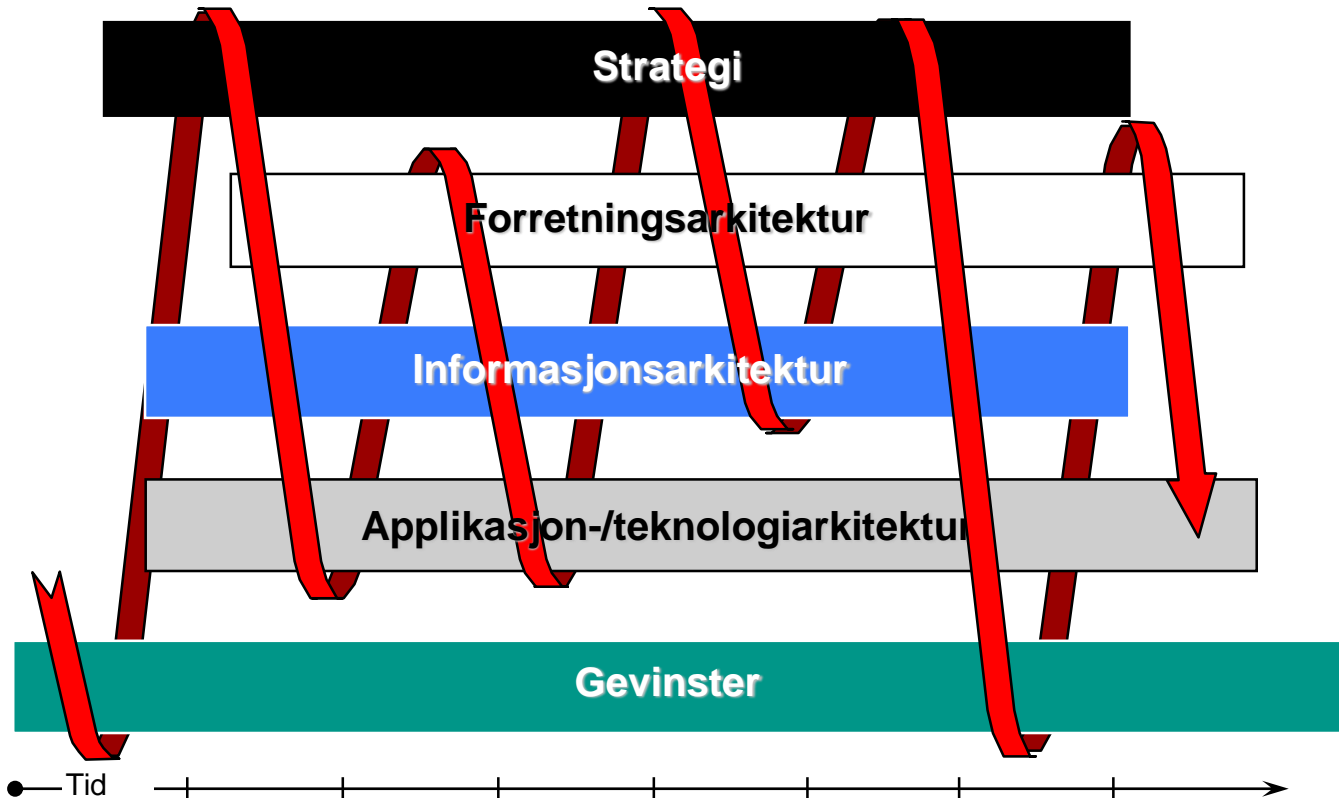 Strategi
Forretningsarkitektur
Informasjonsarkitektur
Applikasjon-/teknologiarkitektur
Gevinster
Tid